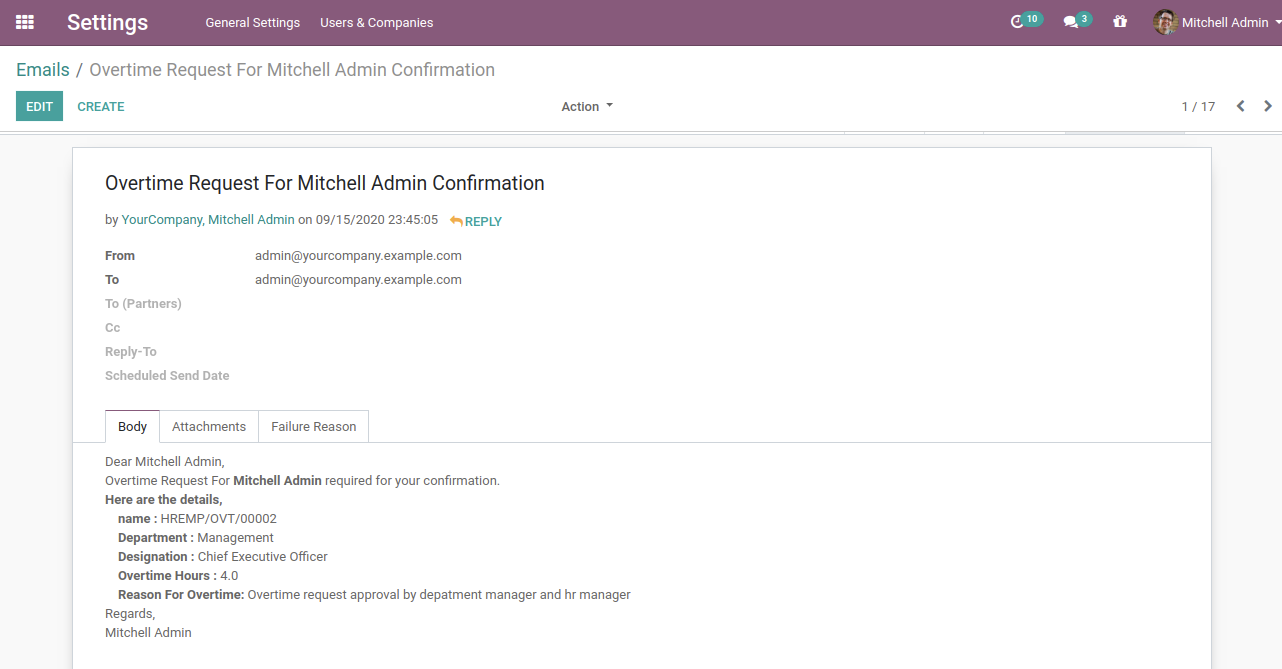 Settings General Settings Users & Companies 10 3 Mitchell Admin
Emails / Overtime Request For Mitchell Admin Confirmation
EDIT CREATE Action 1 / 17
Overtime Request For Mitchell Admin Confirmation
by YourCompany, Mitchell Admin on 09/15/2020 23:45:05 REPLY
From admin@yourcompany.example.com
To admin@yourcompany.example.com
To (Partners)
Cc
Reply-To
Scheduled Send Date
Body Attachments Failure Reason
Dear Mitchell Admin,
Overtime Request For Mitchell Admin required for your confirmation.
Here are the details,
name : HREMP/OVT/00002
Department : Management
Designation : Chief Executive Officer
Overtime Hours : 4.0
Reason For Overtime: Overtime request approval by depatment manager and hr manager
Regards,
Mitchell Admin